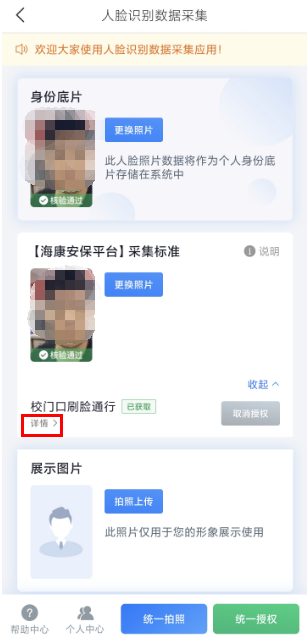 人脸识别数据采集
欢迎大家使用人脸识别数据采集应用！
身份底片
更换照片
此人脸照片数据将作为个人身份底
片存储在系统中
核验通过
【海康安保平台】采集标准
说明
更换照片
核验通过
收起
校门口刷脸通行 已获取
取消授权
详情 >
展示图片
拍照上传
此照片仅用于您的形象展示使用
帮助中心
个人中心
统一拍照
统一授权